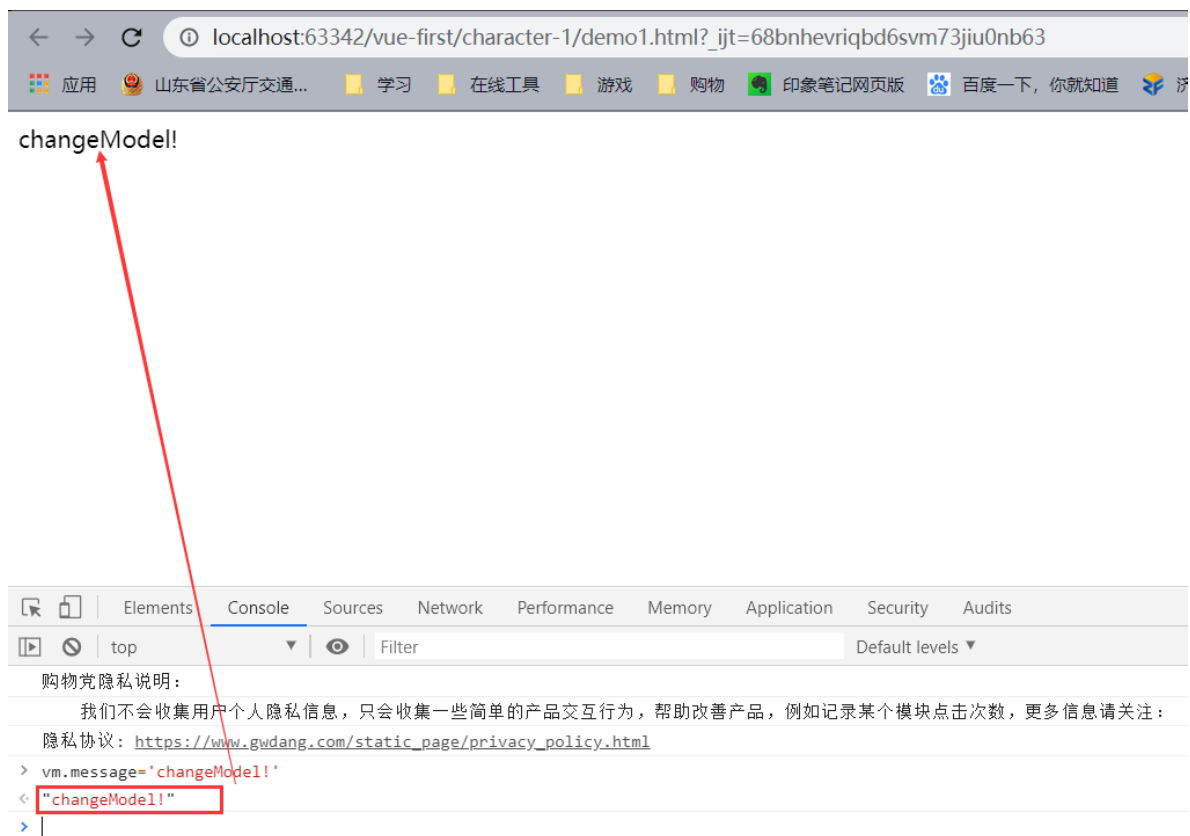 localhost:63342/vue-first/character-1/demo1.html?_ijt=68bnhevriqbd6svm73jiu0nb63
应用 山东省公安厅交通... 学习 在线工具 游戏 购物 印象笔记网页版 百度一下，你就知道 济
changeModel!
Elements Console Sources Network Performance Memory Application Security Audits
top Filter Default levels
购物党隐私说明：
我们不会收集用户个人隐私信息，只会收集一些简单的产品交互行为，帮助改善产品，例如记录某个模块点击次数，更多信息请关注：
隐私协议: https://www.gwdang.com/static_page/privacy_policy.html
> vm.message='changeModel!'
"changeModel!"
>